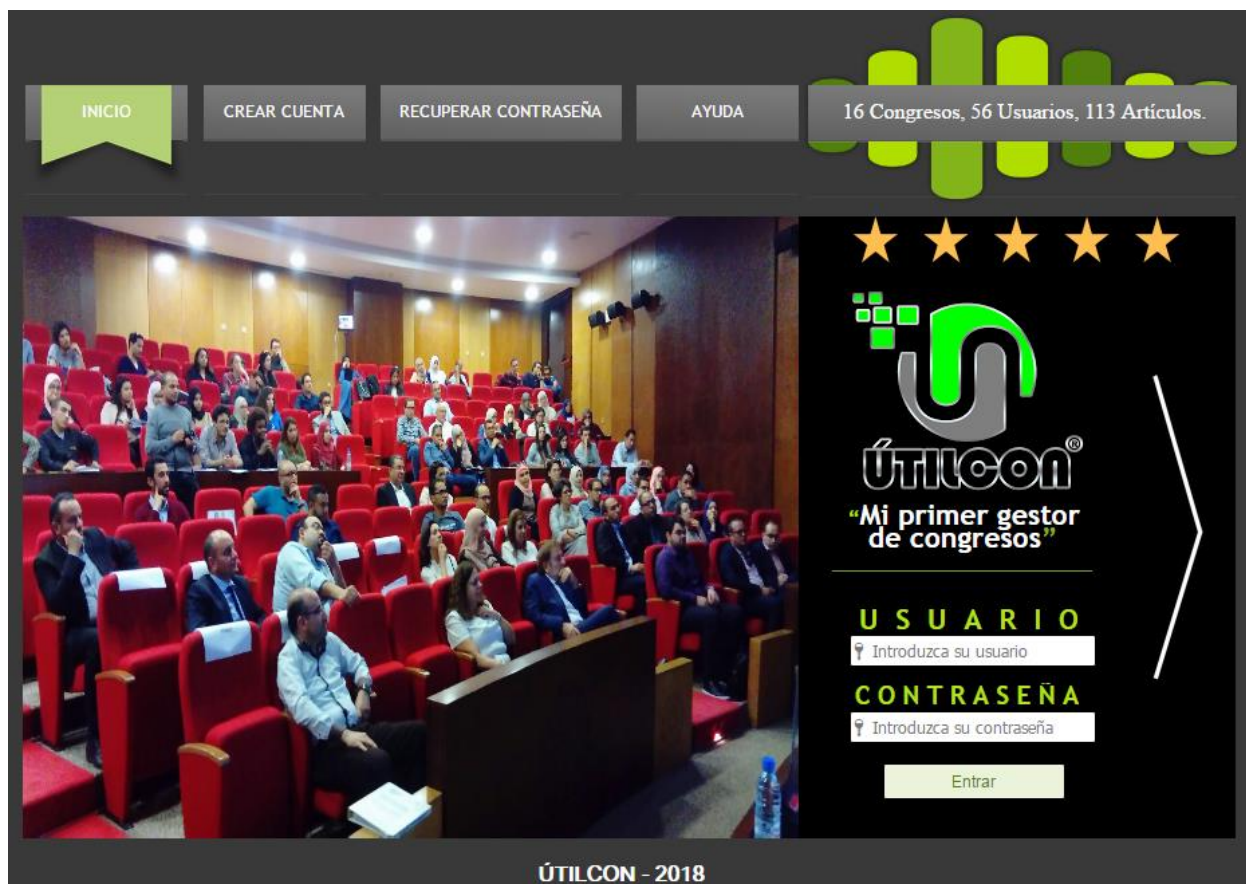 INICIO
CREAR CUENTA
RECUPERAR CONTRASEÑA
AYUDA
16 Congresos, 56 Usuarios, 113 Artículos.
ÚTILCON®
“Mi primer gestor
de congresos”
USUARIO
Introduzca su usuario
CONTRASEÑA
Introduzca su contraseña
Entrar
ÚTILCON - 2018